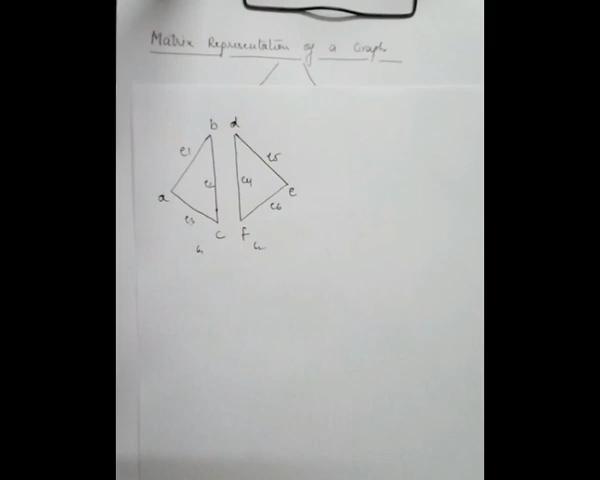 Matrix Representation of a Graph
b d
e1 e5
e2 e4
a e
e3 e6
c f